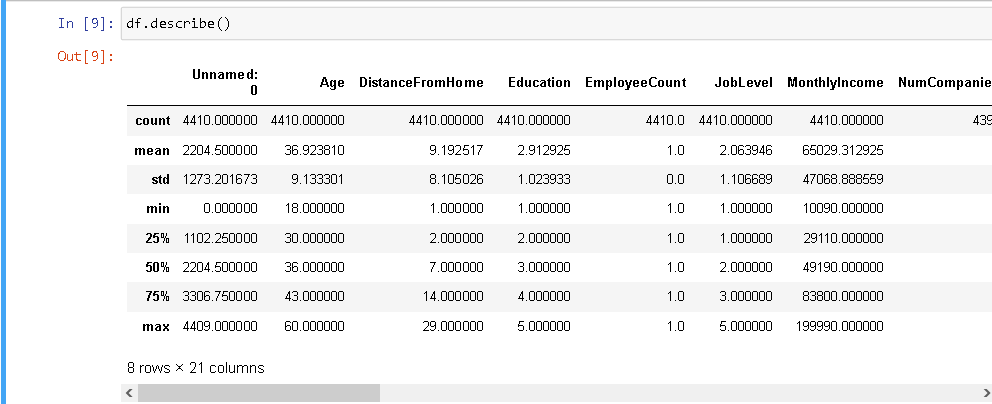 In [9]: df.describe()
Out[9]:
Unnamed: 0 Age DistanceFromHome Education EmployeeCount JobLevel MonthlyIncome NumCompanie
count 4410.000000 4410.000000 4410.000000 4410.000000 4410.0 4410.000000 4410.000000 439
mean 2204.500000 36.923810 9.192517 2.912925 1.0 2.063946 65029.312925
std 1273.201673 9.133301 8.105026 1.023933 0.0 1.106689 47068.888559
min 0.000000 18.000000 1.000000 1.000000 1.0 1.000000 10090.000000
25% 1102.250000 30.000000 2.000000 2.000000 1.0 1.000000 29110.000000
50% 2204.500000 36.000000 7.000000 3.000000 1.0 2.000000 49190.000000
75% 3306.750000 43.000000 14.000000 4.000000 1.0 3.000000 83800.000000
max 4409.000000 60.000000 29.000000 5.000000 1.0 5.000000 199990.000000
8 rows × 21 columns